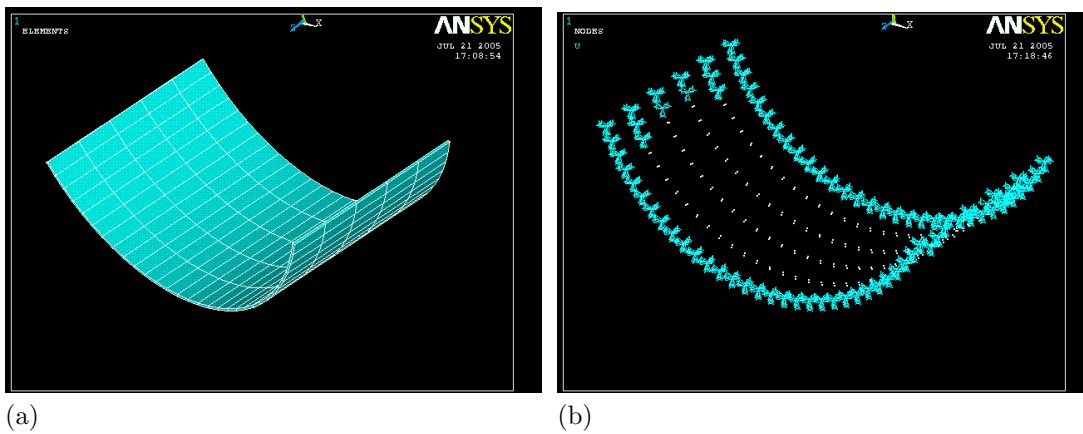 1
ELEMENTS
Z X
ANSYS
JUL 21 2005
17:08:54
(a)
1
NODES
U
X
ANSYS
JUL 21 2005
17:18:46
(b)